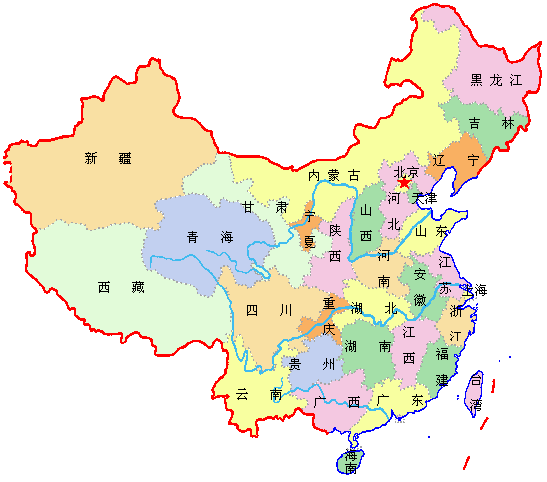 黑龙江
吉林
辽宁
北京
新疆
内蒙古
甘肃
宁夏
河北
天津
山西
山东
陕西
青海
河南
江苏
安徽
上海
西藏
四川
重庆
湖北
浙江
湖南
江西
贵州
福建
云南
广西
广东
台湾
海南